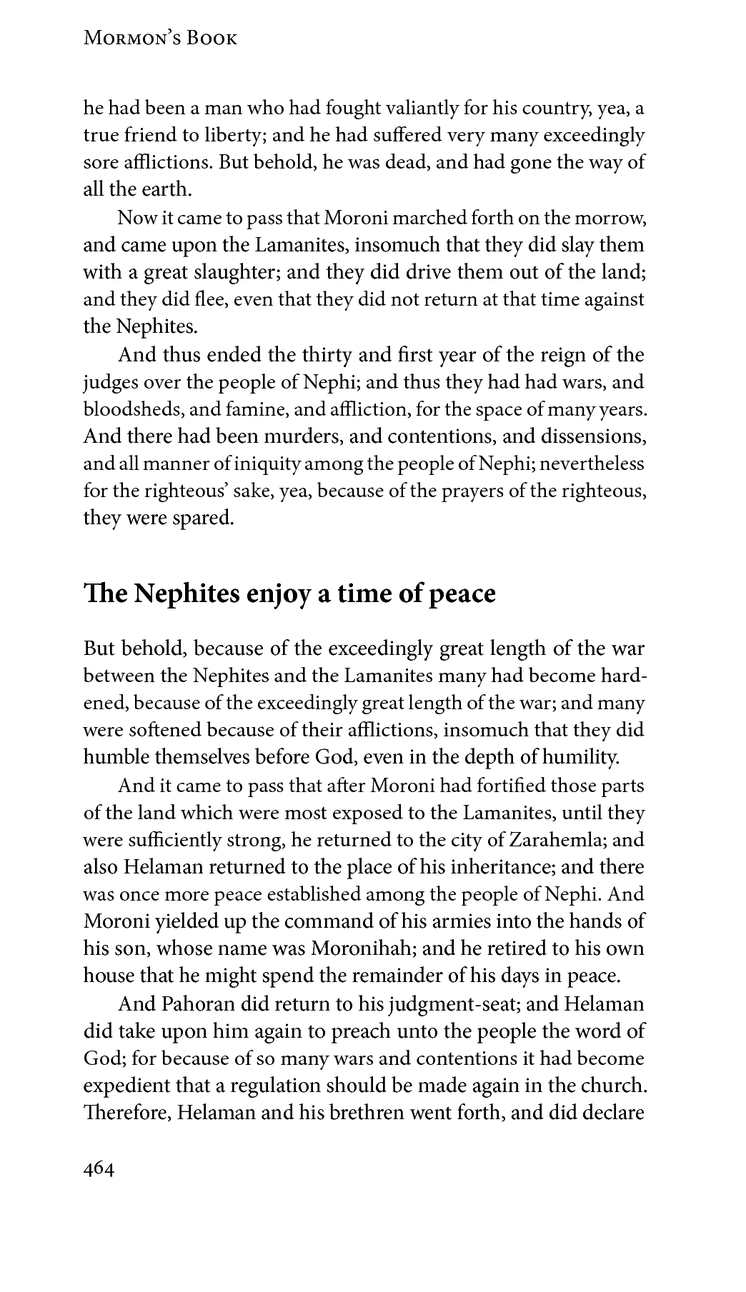 Mormon’s Book
he had been a man who had fought valiantly for his country, yea, a
true friend to liberty; and he had suffered very many exceedingly
sore afflictions. But behold, he was dead, and had gone the way of
all the earth.
Now it came to pass that Moroni marched forth on the morrow,
and came upon the Lamanites, insomuch that they did slay them
with a great slaughter; and they did drive them out of the land;
and they did flee, even that they did not return at that time against
the Nephites.
And thus ended the thirty and first year of the reign of the
judges over the people of Nephi; and thus they had had wars, and
bloodsheds, and famine, and affliction, for the space of many years.
And there had been murders, and contentions, and dissensions,
and all manner of iniquity among the people of Nephi; nevertheless
for the righteous’ sake, yea, because of the prayers of the righteous,
they were spared.
The Nephites enjoy a time of peace
But behold, because of the exceedingly great length of the war
between the Nephites and the Lamanites many had become hard-
ened, because of the exceedingly great length of the war; and many
were softened because of their afflictions, insomuch that they did
humble themselves before God, even in the depth of humility.
And it came to pass that after Moroni had fortified those parts
of the land which were most exposed to the Lamanites, until they
were sufficiently strong, he returned to the city of Zarahemla; and
also Helaman returned to the place of his inheritance; and there
was once more peace established among the people of Nephi. And
Moroni yielded up the command of his armies into the hands of
his son, whose name was Moronihah; and he retired to his own
house that he might spend the remainder of his days in peace.
And Pahoran did return to his judgment-seat; and Helaman
did take upon him again to preach unto the people the word of
God; for because of so many wars and contentions it had become
expedient that a regulation should be made again in the church.
Therefore, Helaman and his brethren went forth, and did declare
464